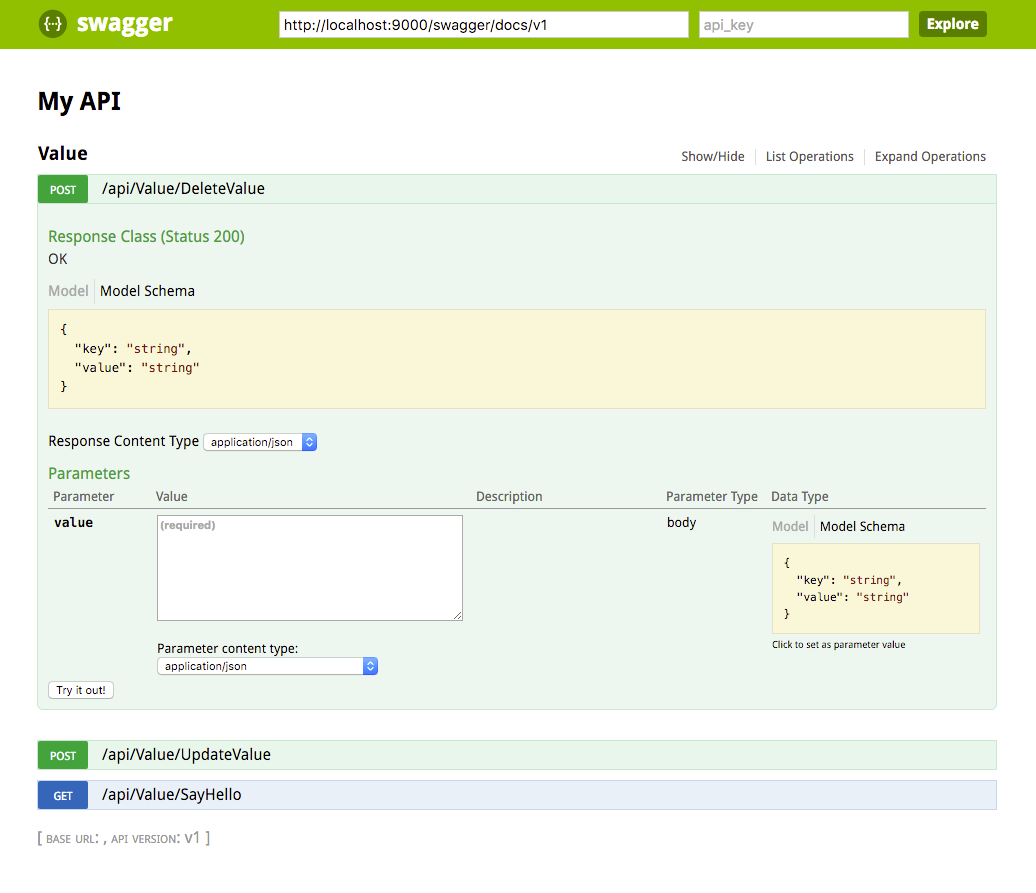 {···} swagger http://localhost:9000/swagger/docs/v1 api_key Explore
My API
Value Show/Hide List Operations Expand Operations
POST /api/Value/DeleteValue
Response Class (Status 200)
OK
Model Model Schema
{
"key": "string",
"value": "string"
}
Response Content Type application/json
Parameters
Parameter Value Description Parameter Type Data Type
value (required) body Model Model Schema
{
"key": "string",
"value": "string"
}
Click to set as parameter value
Parameter content type:
application/json
Try it out!
POST /api/Value/UpdateValue
GET /api/Value/SayHello
[ BASE URL: , API VERSION: V1 ]